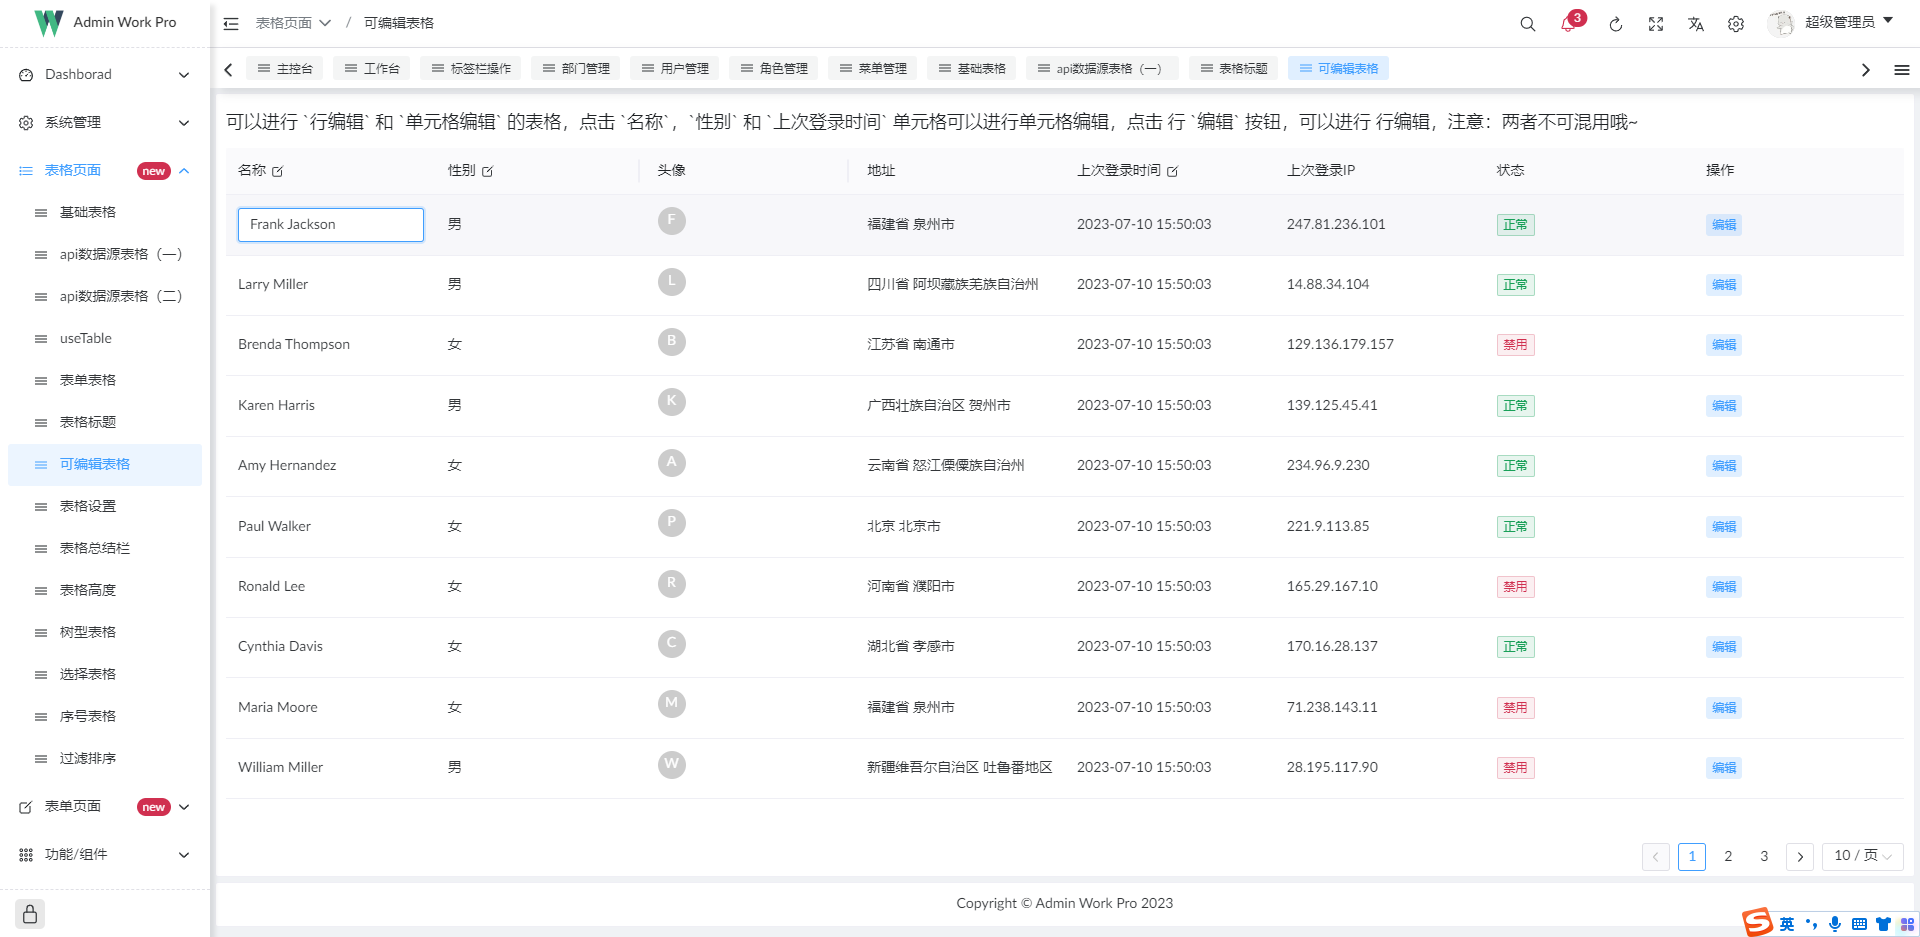 Admin Work Pro
表格页面 / 可编辑表格
3
超级管理员
主控台 工作台 标签栏操作 部门管理 用户管理 角色管理 菜单管理 基础表格 api数据源表格（一） 表格标题 可编辑表格
Dashborad
系统管理
表格页面 new
基础表格
api数据源表格（一）
api数据源表格（二）
useTable
表单表格
表格标题
可编辑表格
表格设置
表格总结栏
表格高度
树型表格
选择表格
序号表格
过滤排序
表单页面 new
功能/组件
可以进行 `行编辑` 和 `单元格编辑` 的表格，点击 `名称`，`性别` 和 `上次登录时间` 单元格可以进行单元格编辑，点击 行 `编辑` 按钮，可以进行 行编辑，注意：两者不可混用哦~
名称 性别 头像 地址 上次登录时间 上次登录IP 状态 操作
Frank Jackson 男 F 福建省 泉州市 2023-07-10 15:50:03 247.81.236.101 正常 编辑
Larry Miller 男 L 四川省 阿坝藏族羌族自治州 2023-07-10 15:50:03 14.88.34.104 正常 编辑
Brenda Thompson 女 B 江苏省 南通市 2023-07-10 15:50:03 129.136.179.157 禁用 编辑
Karen Harris 男 K 广西壮族自治区 贺州市 2023-07-10 15:50:03 139.125.45.41 正常 编辑
Amy Hernandez 女 A 云南省 怒江傈僳族自治州 2023-07-10 15:50:03 234.96.9.230 正常 编辑
Paul Walker 女 P 北京 北京市 2023-07-10 15:50:03 221.9.113.85 正常 编辑
Ronald Lee 女 R 河南省 濮阳市 2023-07-10 15:50:03 165.29.167.10 禁用 编辑
Cynthia Davis 女 C 湖北省 孝感市 2023-07-10 15:50:03 170.16.28.137 正常 编辑
Maria Moore 女 M 福建省 泉州市 2023-07-10 15:50:03 71.238.143.11 禁用 编辑
William Miller 男 W 新疆维吾尔自治区 吐鲁番地区 2023-07-10 15:50:03 28.195.117.90 禁用 编辑
1 2 3 10 / 页
Copyright © Admin Work Pro 2023
英